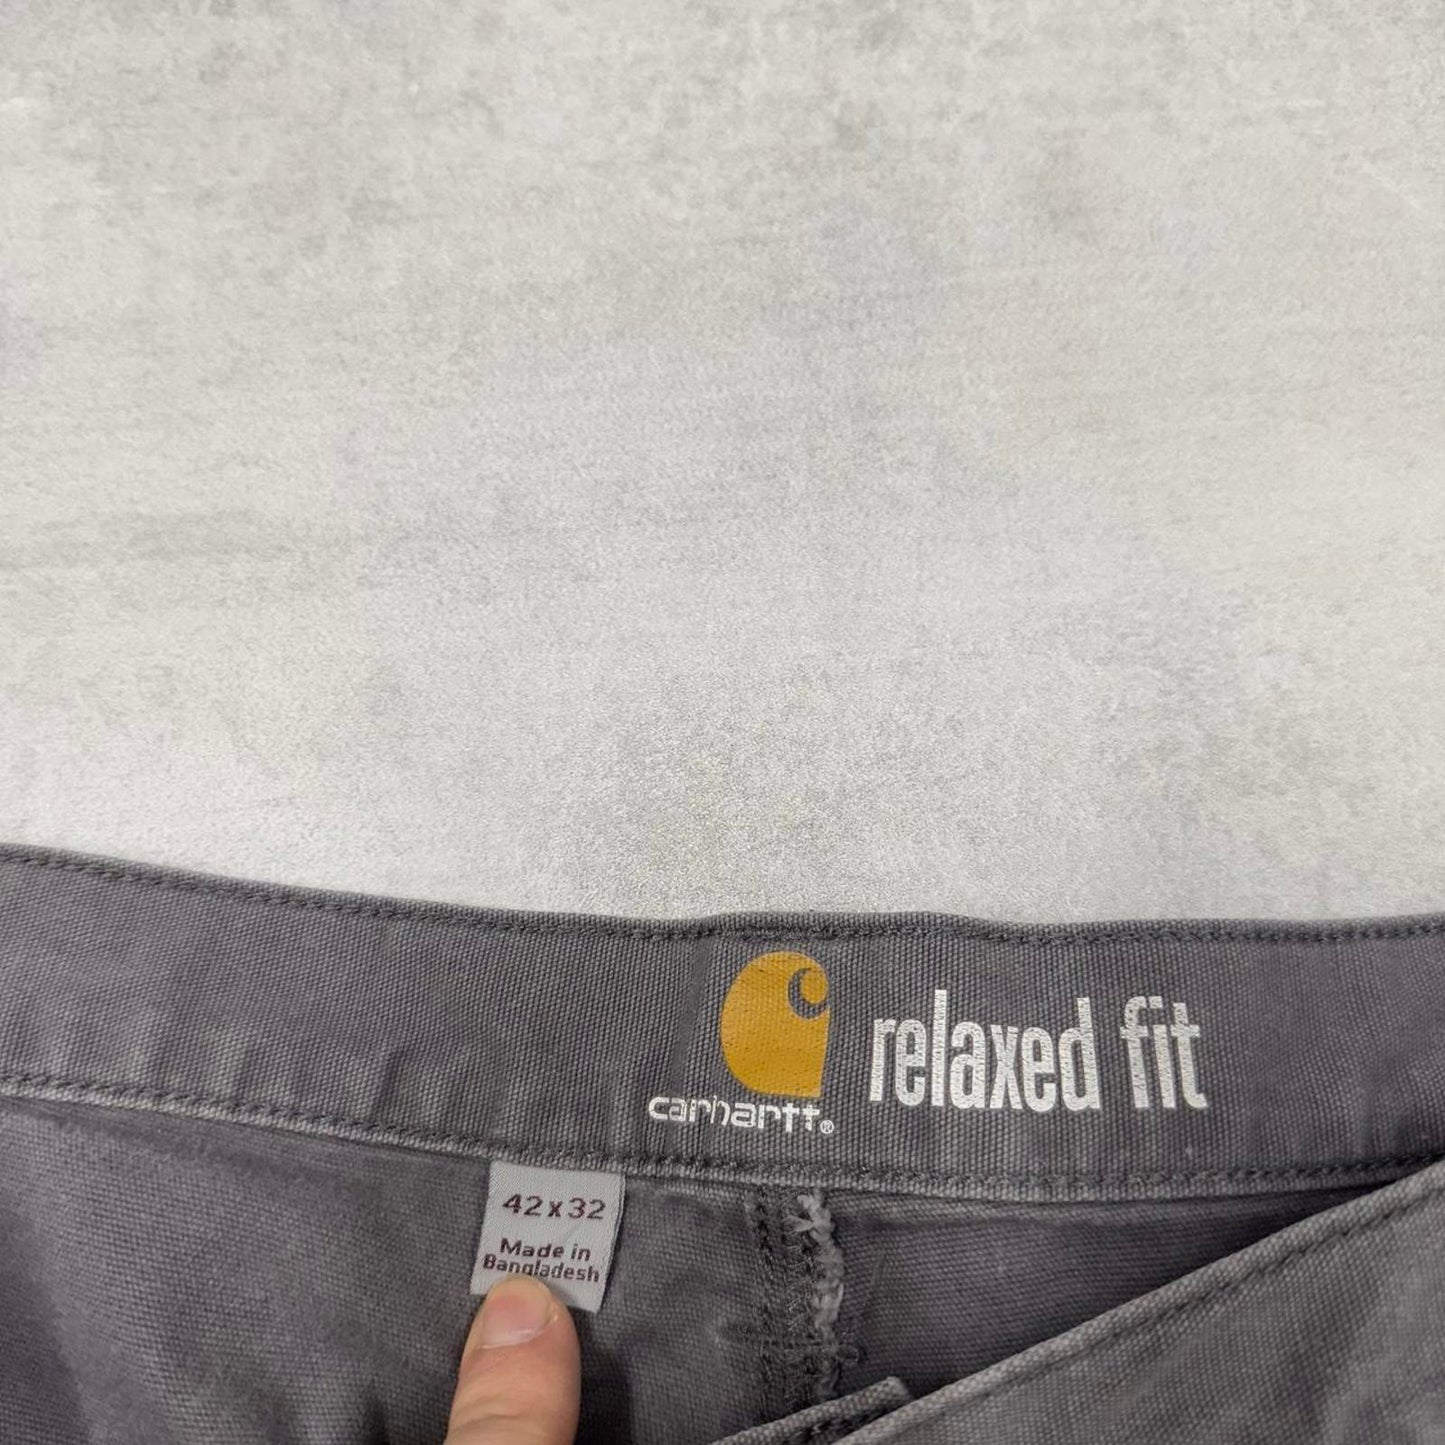 relaxed fit
carhartt®
42 x 32
Made in
Bangladesh